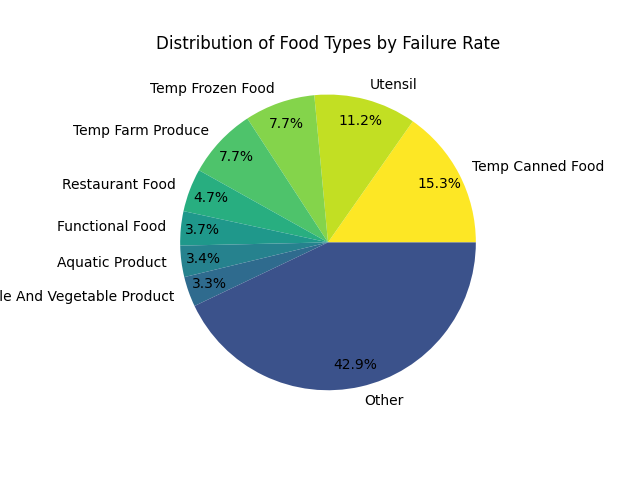 Distribution of Food Types by Failure Rate
Utensil
Temp Frozen Food
7.7%
11.2%
Temp Farm Produce
7.7%
Temp Canned Food
15.3%
Restaurant Food
4.7%
Functional Food
3.7%
Aquatic Product
3.4%
And Vegetable Product
3.3%
42.9%
Other